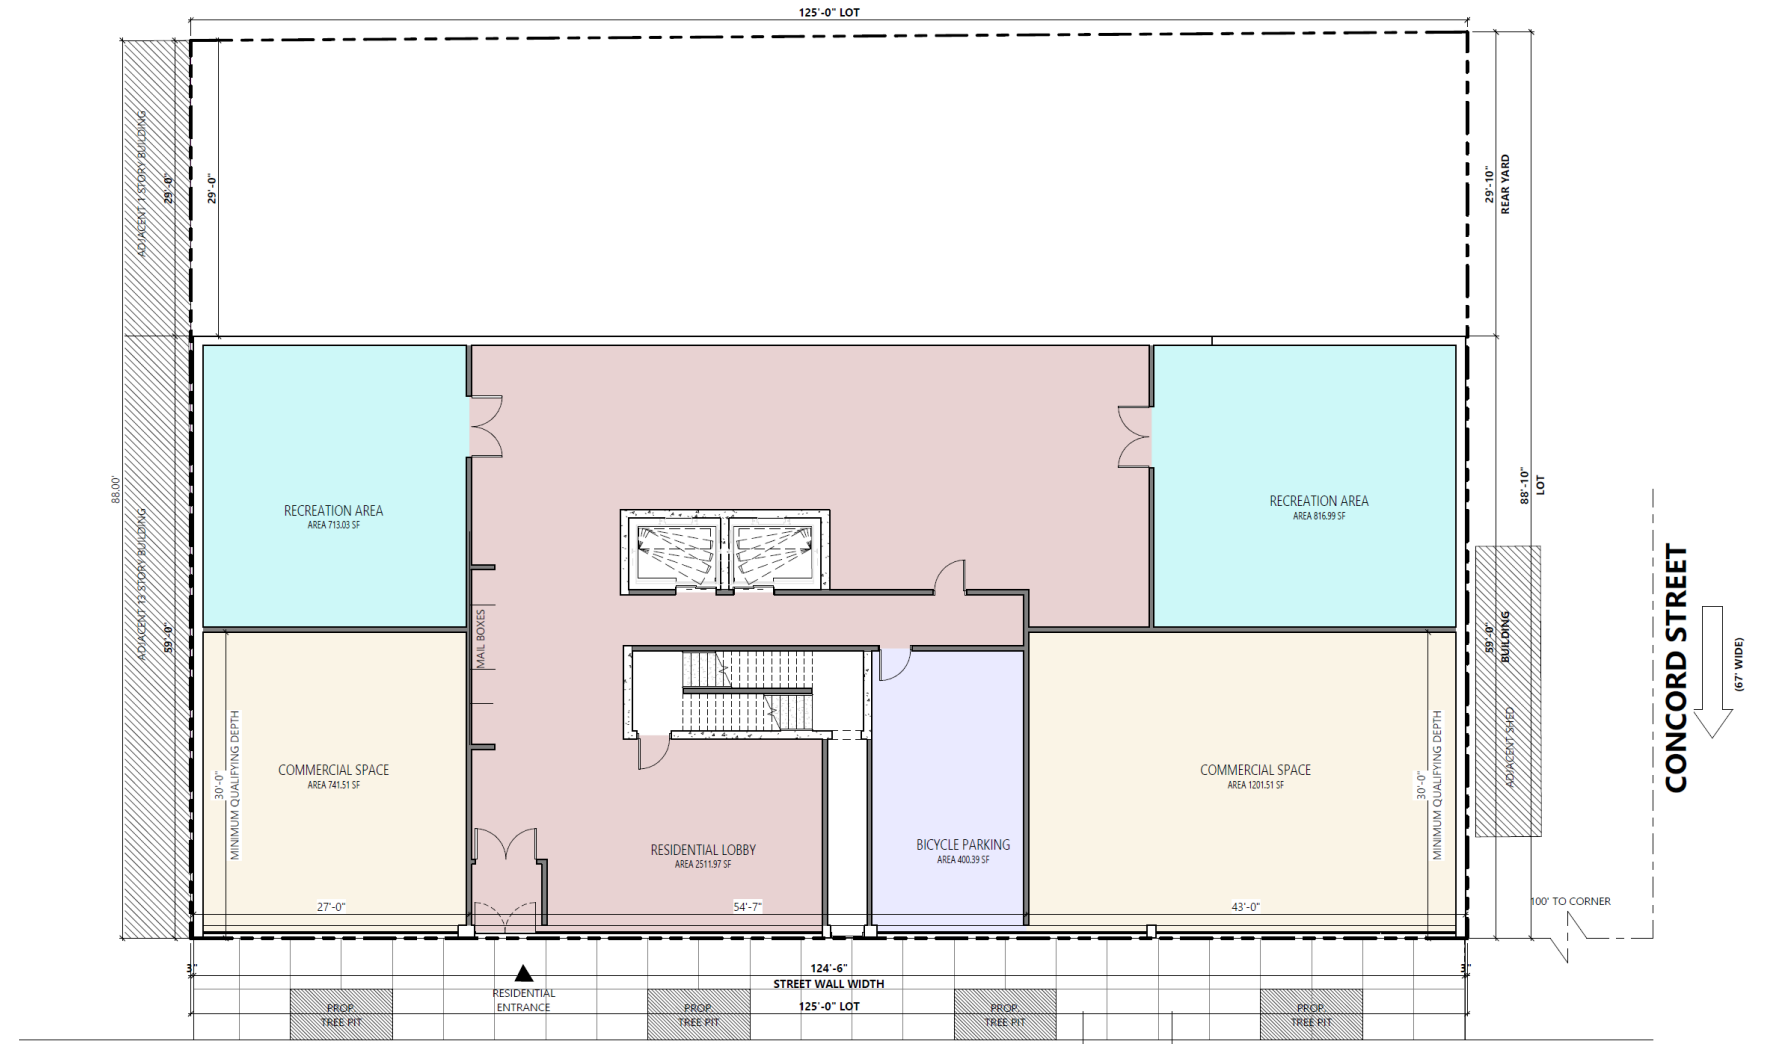 125'-0" LOT
ADJACENT 1 STORY BUILDING
29'-0"
29'-0"
29'-10"
REAR YARD
88.00'
ADJACENT 13 STORY BUILDING
59'-0"
RECREATION AREA
AREA 713.03 SF
RECREATION AREA
AREA 816.99 SF
88'-10"
LOT
59'-0"
BUILDING
CONCORD STREET
(67' WIDE)
MAIL BOXES
30'-0"
MINIMUM QUALIFYING DEPTH
COMMERCIAL SPACE
AREA 741.51 SF
COMMERCIAL SPACE
AREA 1201.51 SF
30'-0"
MINIMUM QUALIFYING DEPTH
ADJACENT SHED
RESIDENTIAL LOBBY
AREA 2511.97 SF
BICYCLE PARKING
AREA 400.39 SF
27'-0"
54'-7"
43'-0"
100' TO CORNER
3"
124'-6"
STREET WALL WIDTH
3"
RESIDENTIAL
ENTRANCE
125'-0" LOT
PROP.
TREE PIT
PROP.
TREE PIT
PROP.
TREE PIT
PROP.
TREE PIT